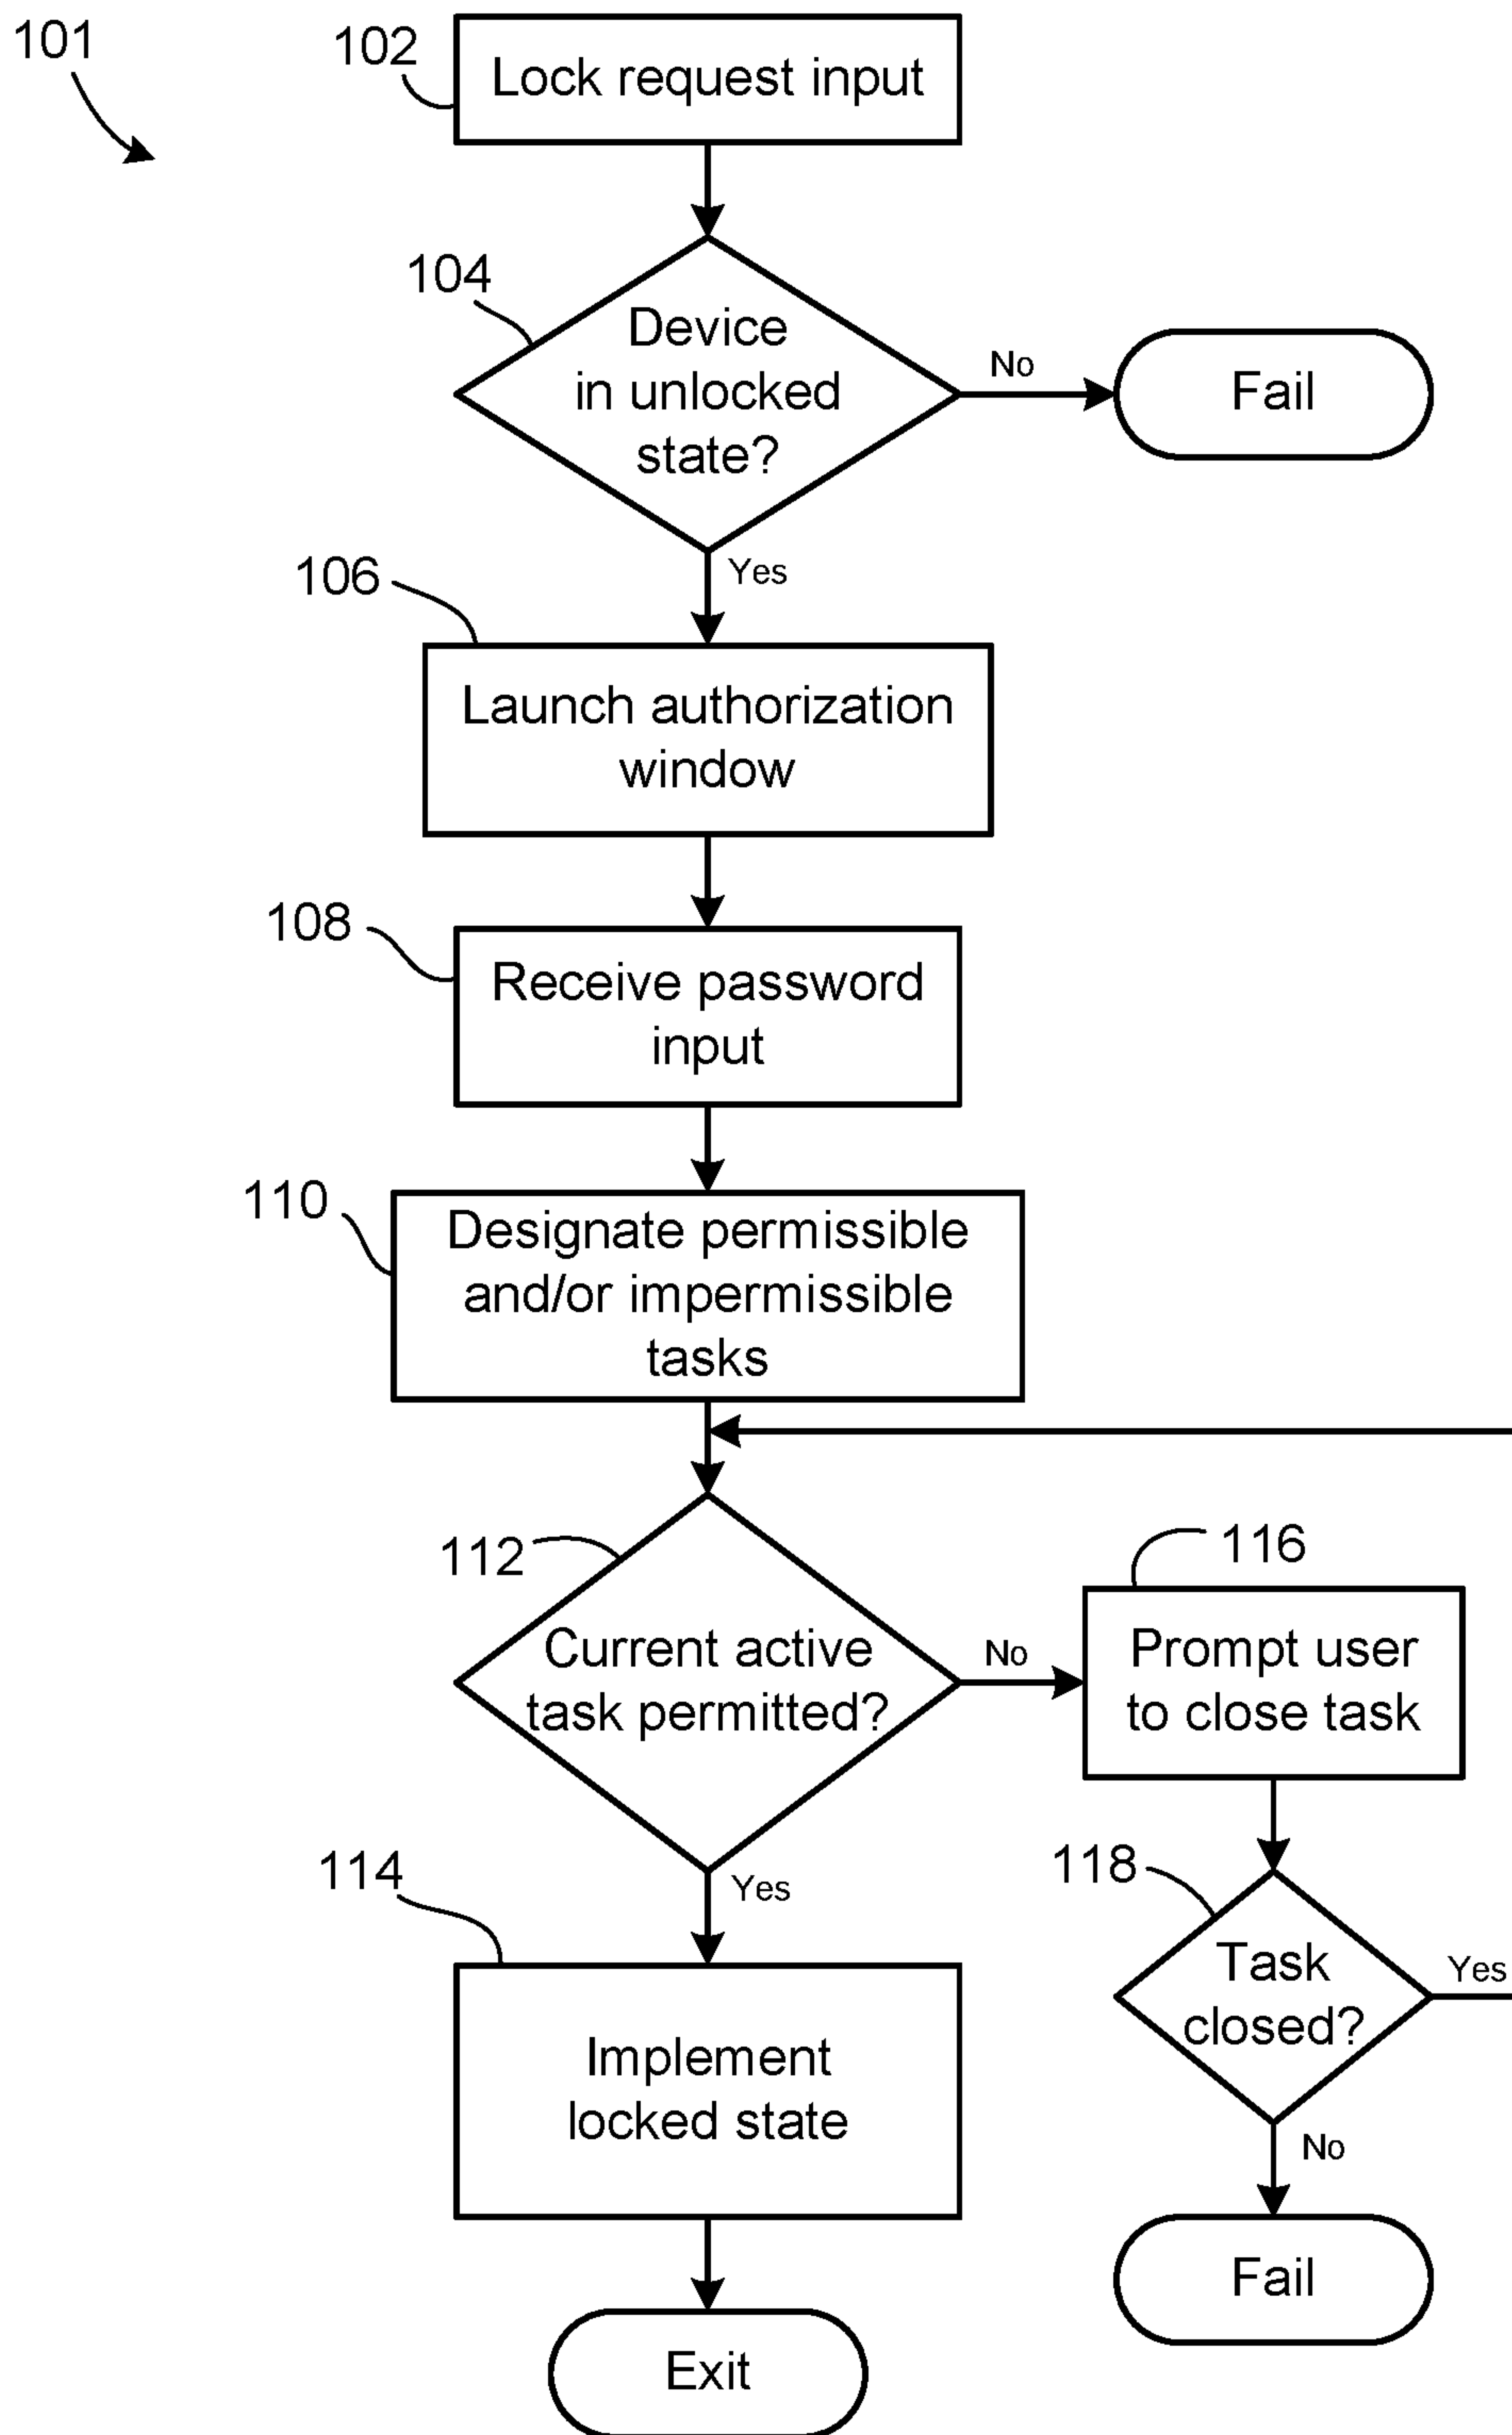 101
102
Lock request input
104
Device
in unlocked
state?
No
Fail
Yes
106
Launch authorization
window
108
Receive password
input
110
Designate permissible
and/or impermissible
tasks
112
Current active
task permitted?
No
116
Prompt user
to close task
Yes
114
Implement
locked state
118
Task
closed?
Yes
No
Fail
Exit